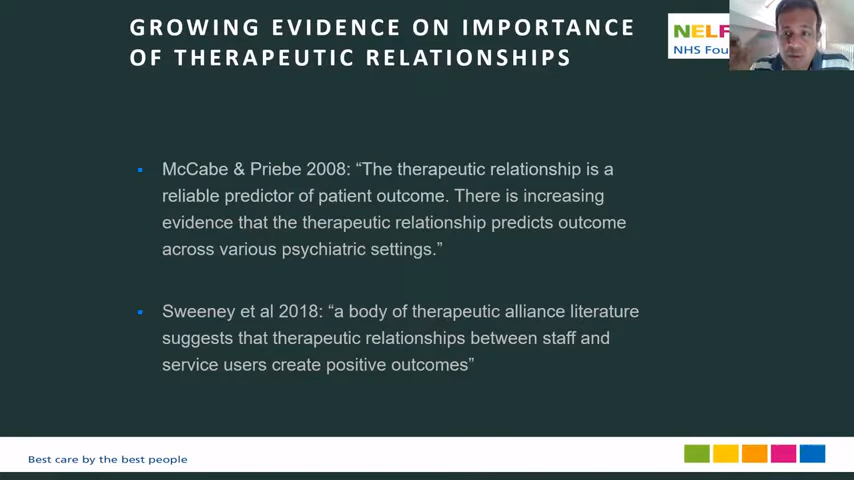 GROWING EVIDENCE ON IMPORTANCE
OF THERAPEUTIC RELATIONSHIPS
NELF
NHS Fou
McCabe & Priebe 2008: “The therapeutic relationship is a
reliable predictor of patient outcome. There is increasing
evidence that the therapeutic relationship predicts outcome
across various psychiatric settings.”
Sweeney et al 2018: “a body of therapeutic alliance literature
suggests that therapeutic relationships between staff and
service users create positive outcomes”
Best care by the best people